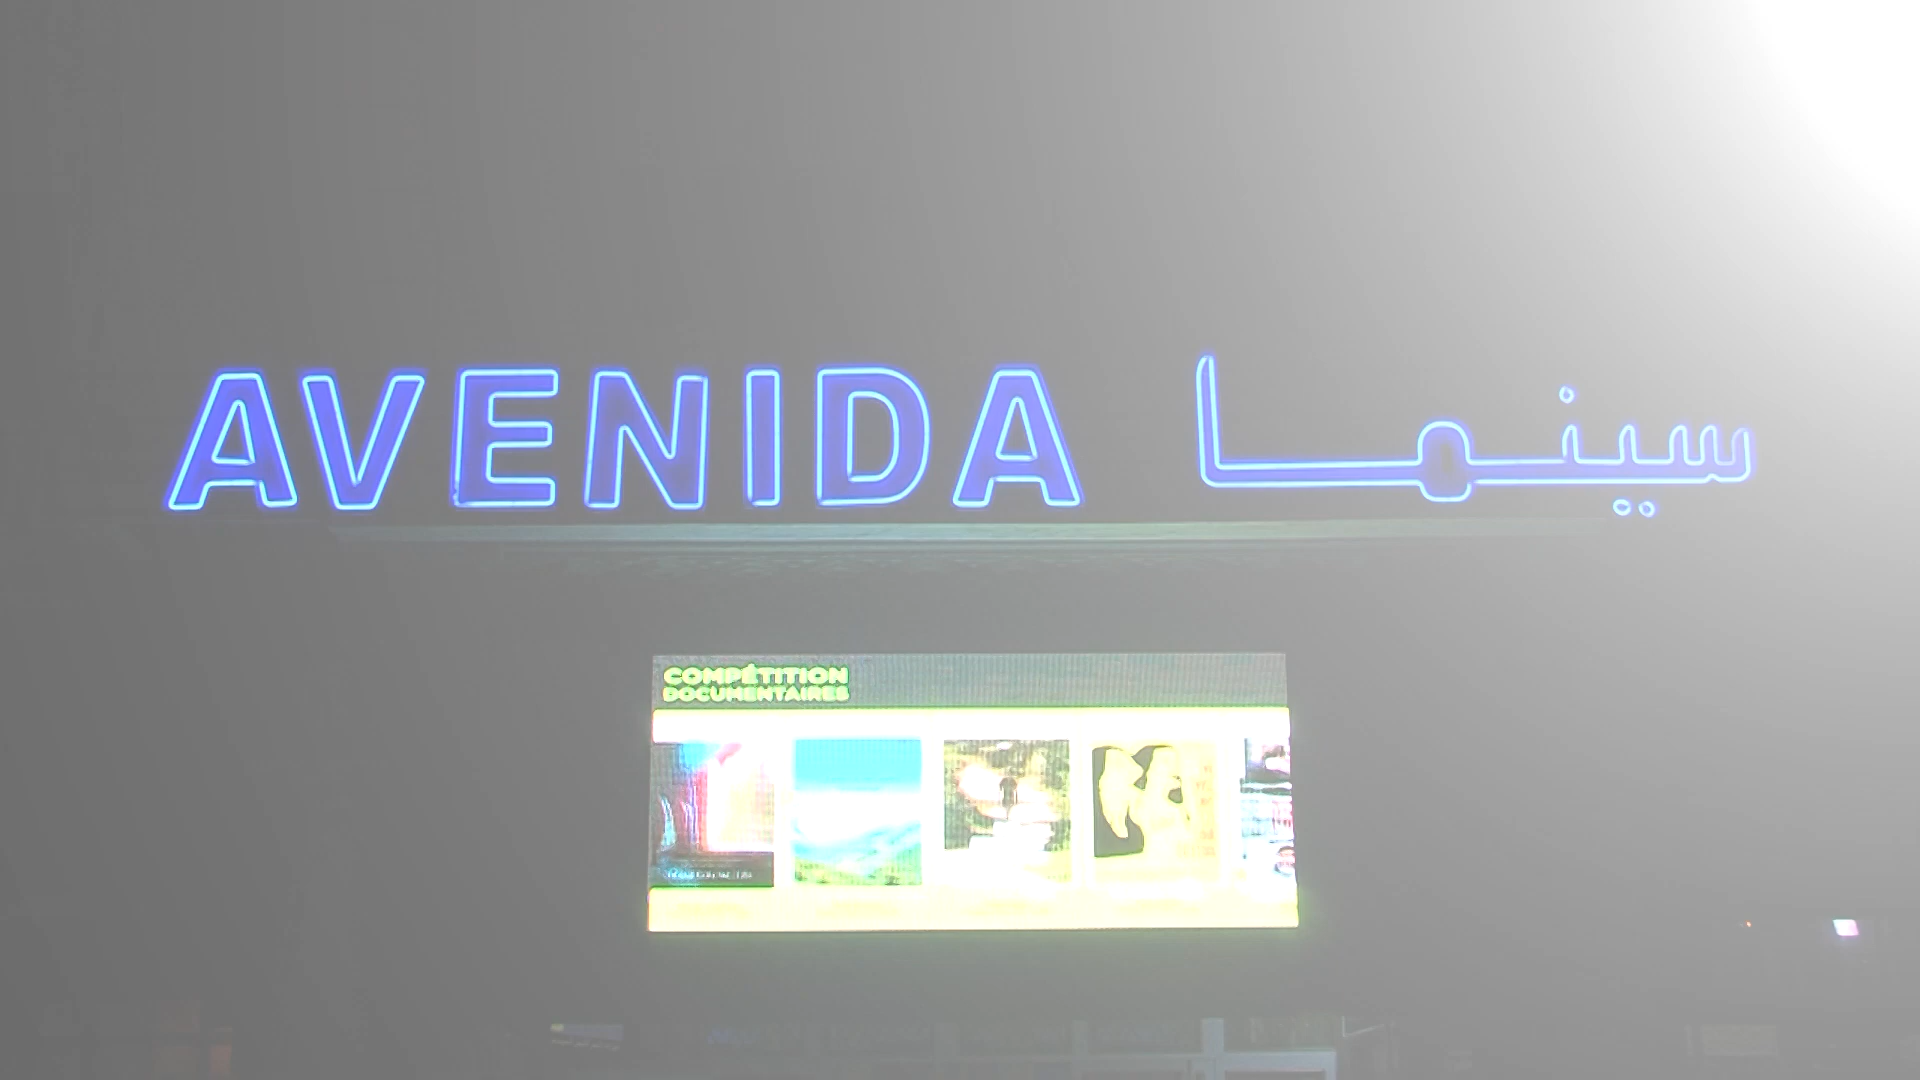 AVENIDA سينما
COMPÉTITION
DOCUMENTAIRES